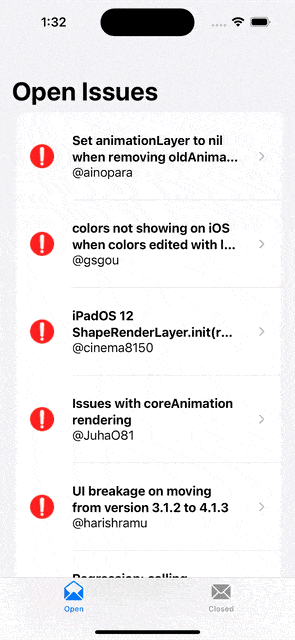 1:32
Open Issues
Set animationLayer to nil
when removing oldAnima...
@ainopara
colors not showing on iOS
when colors edited with l...
@gsgou
iPadOS 12
ShapeRenderLayer.init(r...
@cinema8150
Issues with coreAnimation
rendering
@JuhaO81
UI breakage on moving
from version 3.1.2 to 4.1.3
@harishramu
Regression: calling
Open
Closed